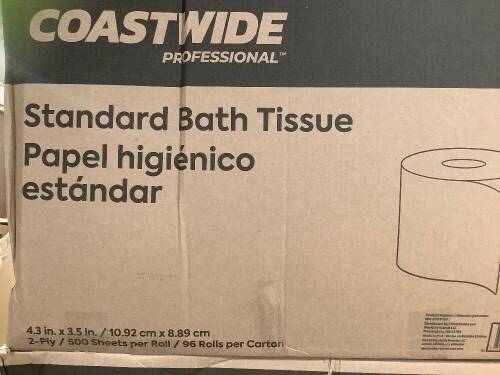 COASTWIDE
PROFESSIONAL™
Standard Bath Tissue
Papel higiénico
estándar
4.3 in. x 3.5 in. / 10.92 cm x 8.89 cm
2-Ply / 500 Sheets per Roll / 96 Rolls per Carton